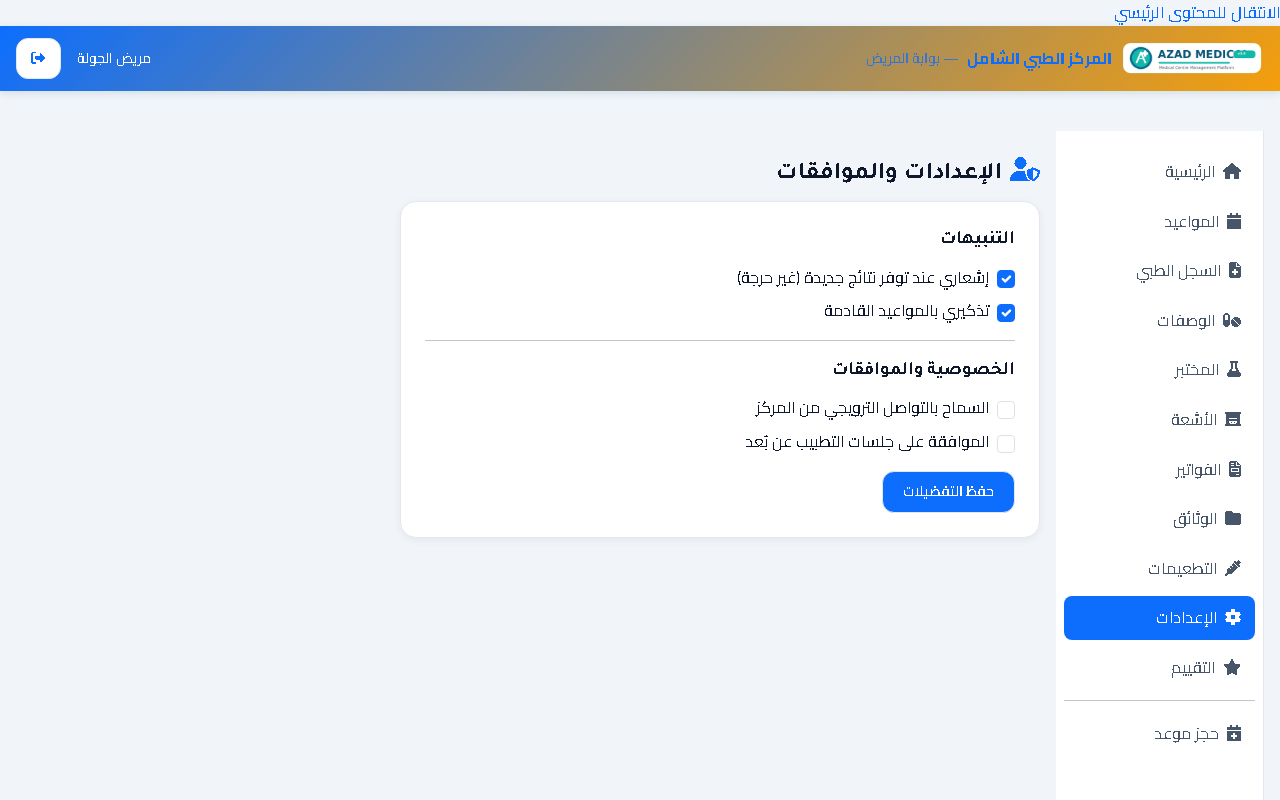 الانتقال للمحتوى الرئيسي
AZAD MEDIC
Medical Center Management Platform
المركز الطبي الشامل — بوابة المريض
مريض الجولة
الرئيسية
المواعيد
السجل الطبي
الوصفات
المختبر
الأشعة
الفواتير
الوثائق
التطعيمات
الإعدادات
التقييم
حجز موعد
الإعدادات والموافقات
التنبيهات
إشعاري عند توفر نتائج جديدة (غير حرجة)
تذكيري بالمواعيد القادمة
الخصوصية والموافقات
السماح بالتواصل الترويجي من المركز
الموافقة على جلسات التطبيب عن بُعد
حفظ التفضيلات